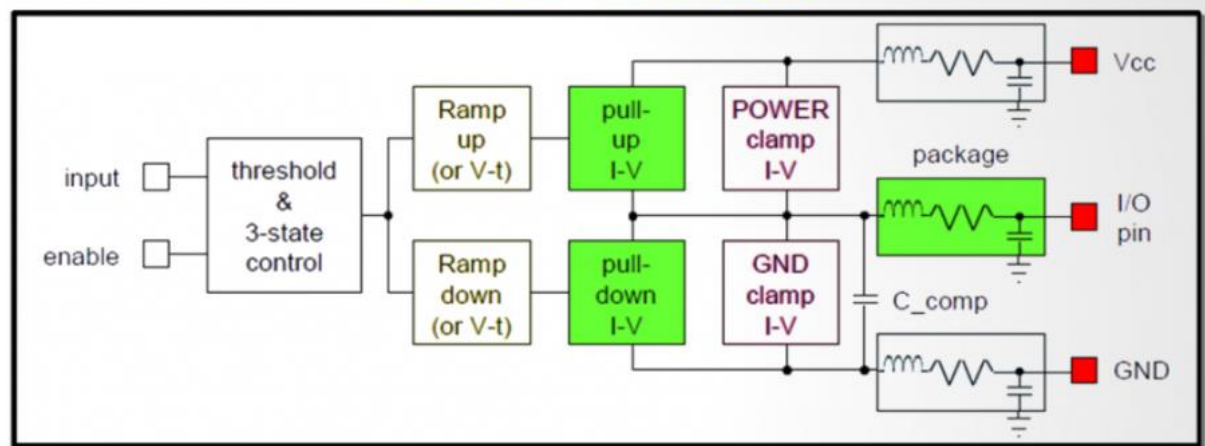 input
enable
threshold
&
3-state
control
Ramp
up
(or V-t)
pull-
up
I-V
POWER
clamp
I-V
Vcc
package
I/O
pin
Ramp
down
(or V-t)
pull-
down
I-V
GND
clamp
I-V
C_comp
GND